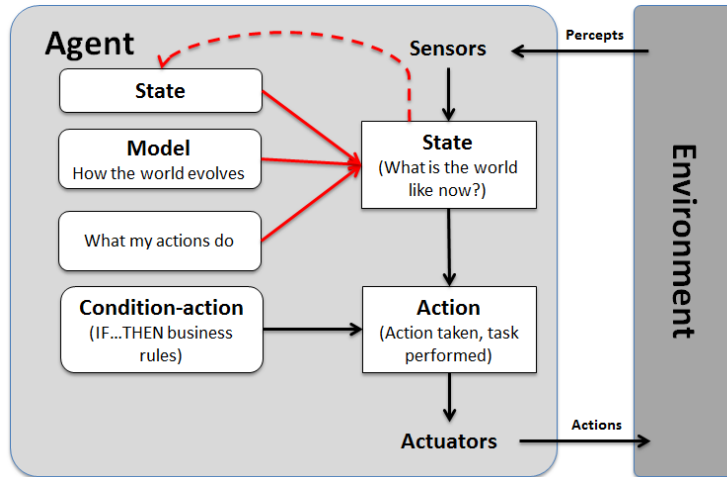 Agent
Sensors
Percepts
State
Model
How the world evolves
What my actions do
Condition-action
(IF...THEN business
rules)
State
(What is the world
like now?)
Action
(Action taken, task
performed)
Actuators
Actions
Environment